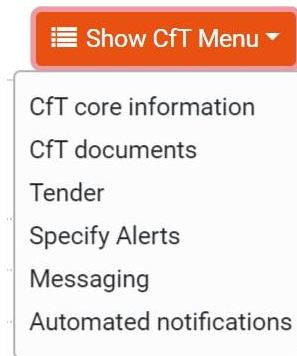 Show CfT Menu
CfT core information
CfT documents
Tender
Specify Alerts
Messaging
Automated notifications